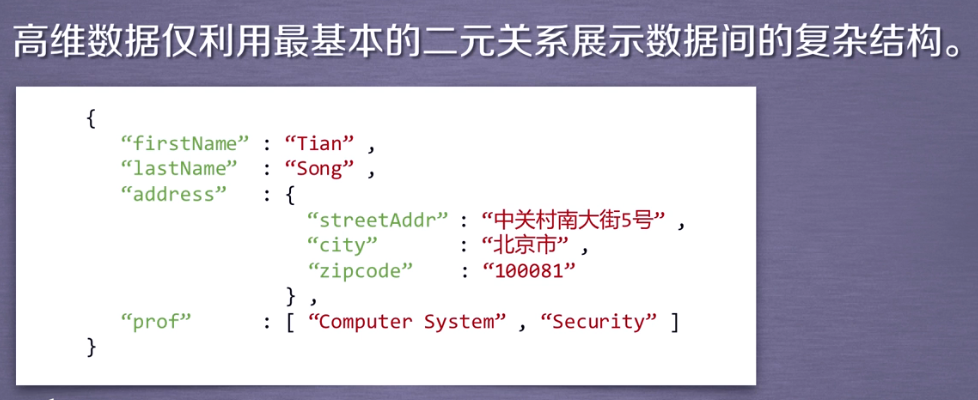 高维数据仅利用最基本的二元关系展示数据间的复杂结构。
{
“firstName” : “Tian” ,
“lastName” : “Song” ,
“address” : {
“streetAddr” : “中关村南大街5号” ,
“city” : “北京市” ,
“zipcode” : “100081”
} ,
“prof” : [ “Computer System” , “Security” ]
}